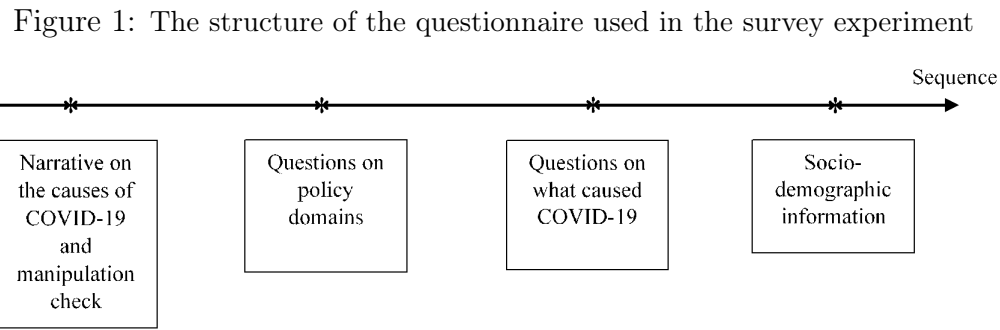 Figure 1: The structure of the questionnaire used in the survey experiment
Sequence
Narrative on
the causes of
COVID-19
and
manipulation
check
Questions on
policy
domains
Questions on
what caused
COVID-19
Socio-
demographic
information